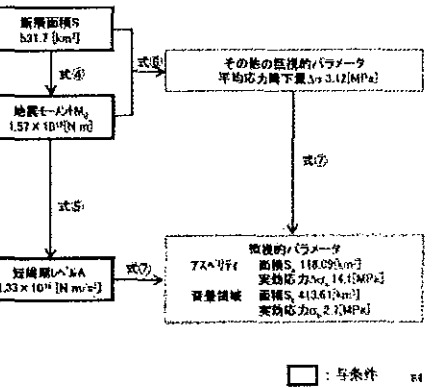 断層面積S
531.7 [km²]
式④
式⑥
その他の巨視的パラメータ
平均応力降下量Δσ 3.12[MPa]
地震モーメントM₀
1.57×10¹⁹[N m]
式⑦
式⑤
短周期レベルA
1.33×10¹⁹ [N m/s²]
式⑦
微視的パラメータ
アスペリティ 面積Sₐ 118.09[km²]
実効応力Δσₐ 14.1[MPa]
背景領域 面積S_b 413.61[km²]
実効応力σ_b 2.7[MPa]
：与条件